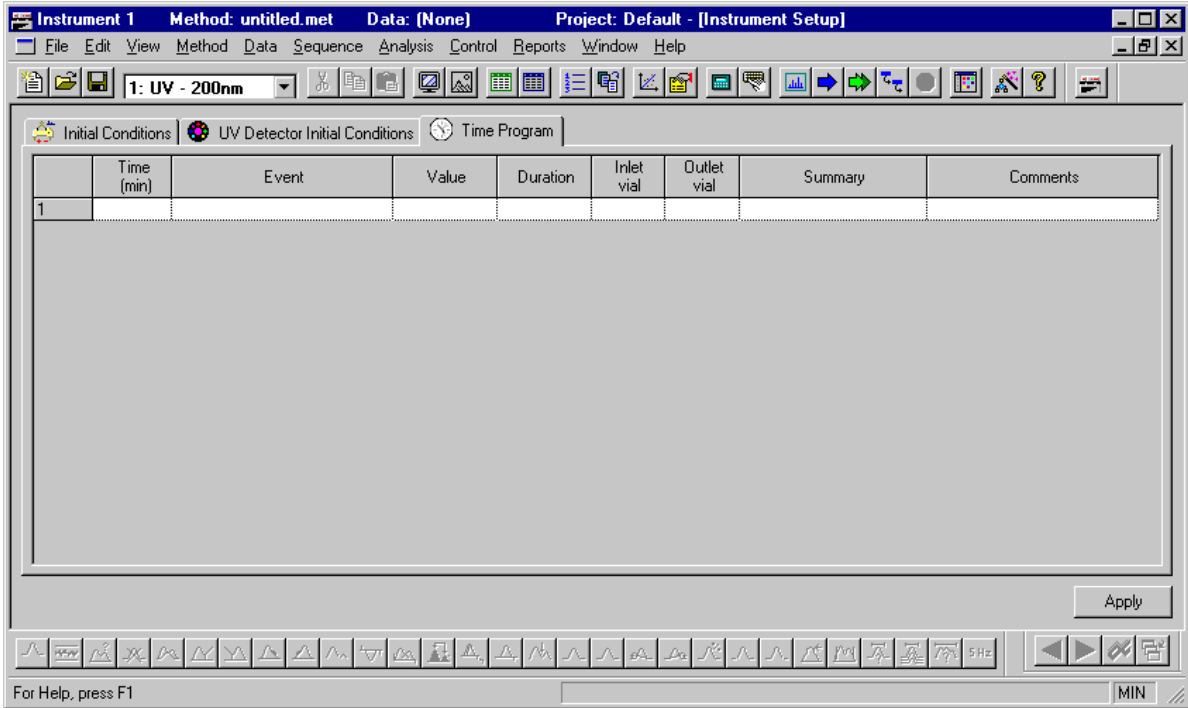 Instrument 1 Method: untitled.met Data: (None) Project: Default - [Instrument Setup]
File Edit View Method Data Sequence Analysis Control Reports Window Help
1: UV - 200nm
Initial Conditions UV Detector Initial Conditions Time Program
Time (min) Event Value Duration Inlet vial Outlet vial Summary Comments
1
Apply
5 Hz
For Help, press F1 MIN